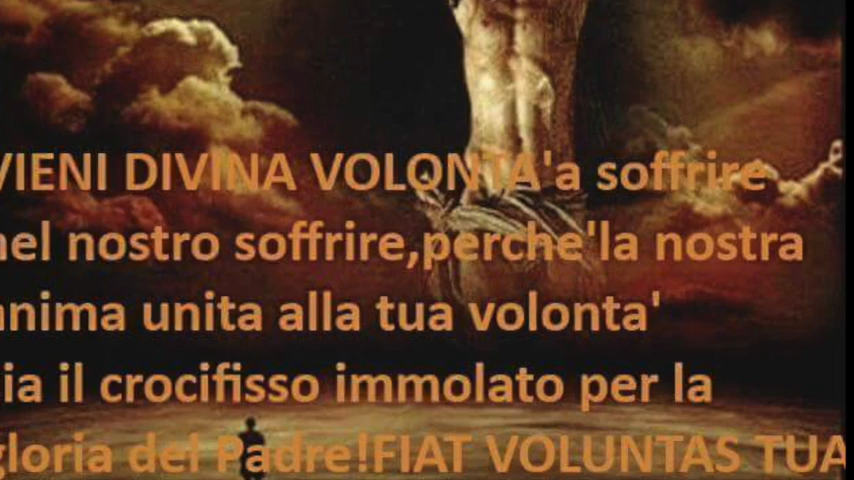 VIENI DIVINA VOLONTA'a soffrire
nel nostro soffrire,perche'la nostra
anima unita alla tua volonta'
ia il crocifisso immolato per la
gloria del Padre!FIAT VOLUNTAS TUA